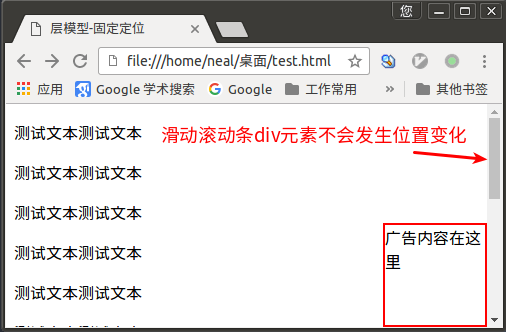 您
层模型-固定定位
file:///home/neal/桌面/test.html
应用
Google 学术搜索
Google
工作常用
»
其他书签
测试文本测试文本
滑动滚动条div元素不会发生位置变化
测试文本测试文本
测试文本测试文本
广告内容在这
里
测试文本测试文本
测试文本测试文本